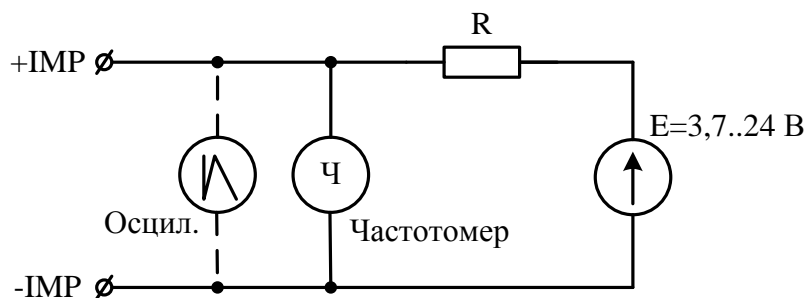 R
+IMP
E=3,7..24 В
Ч
Осцил.
Частотомер
-IMP